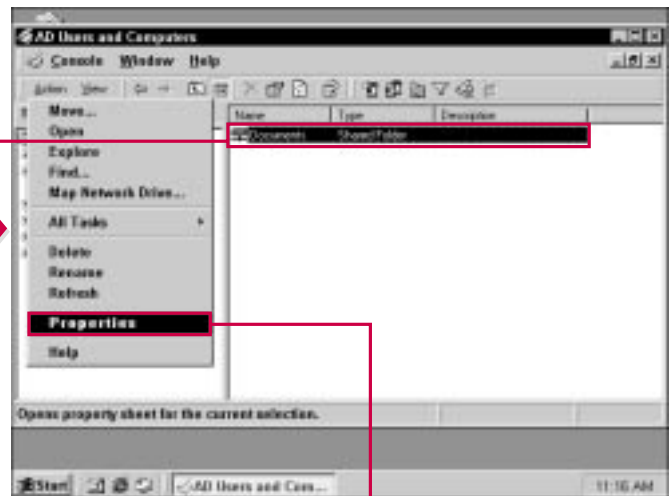 AD Users and Computers
Console Window Help
Action View
Name Type Description
Documents Shared Folder
Move...
Open
Explore
Find...
Map Network Drive...
All Tasks
Delete
Rename
Refresh
Properties
Help
Opens property sheet for the current selection.
Start AD Users and Com... 11:16 AM